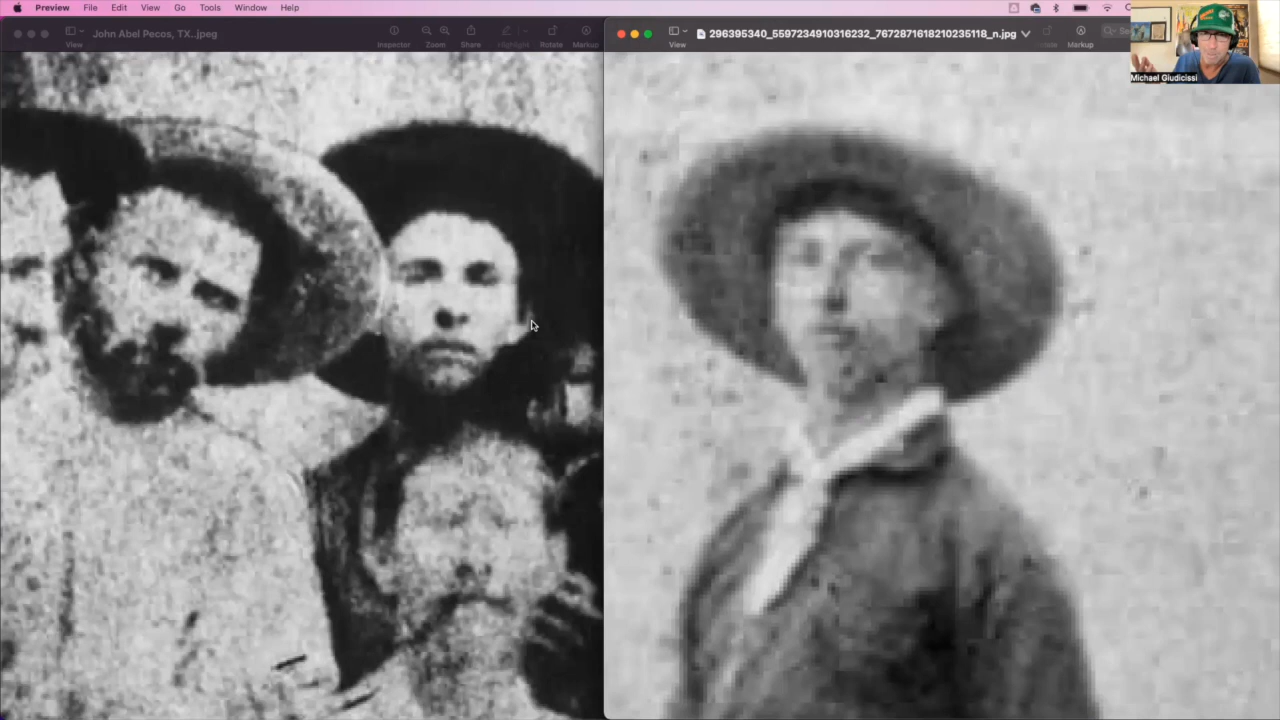 Preview File Edit View Go Tools Window Help
John Abel Pecos, TX..jpeg
View Inspector Zoom Share Highlight Rotate Markup
296395340_5597234910316232_7672871618210235118_n.jpg
View Rotate Markup
Michael Giudicissi